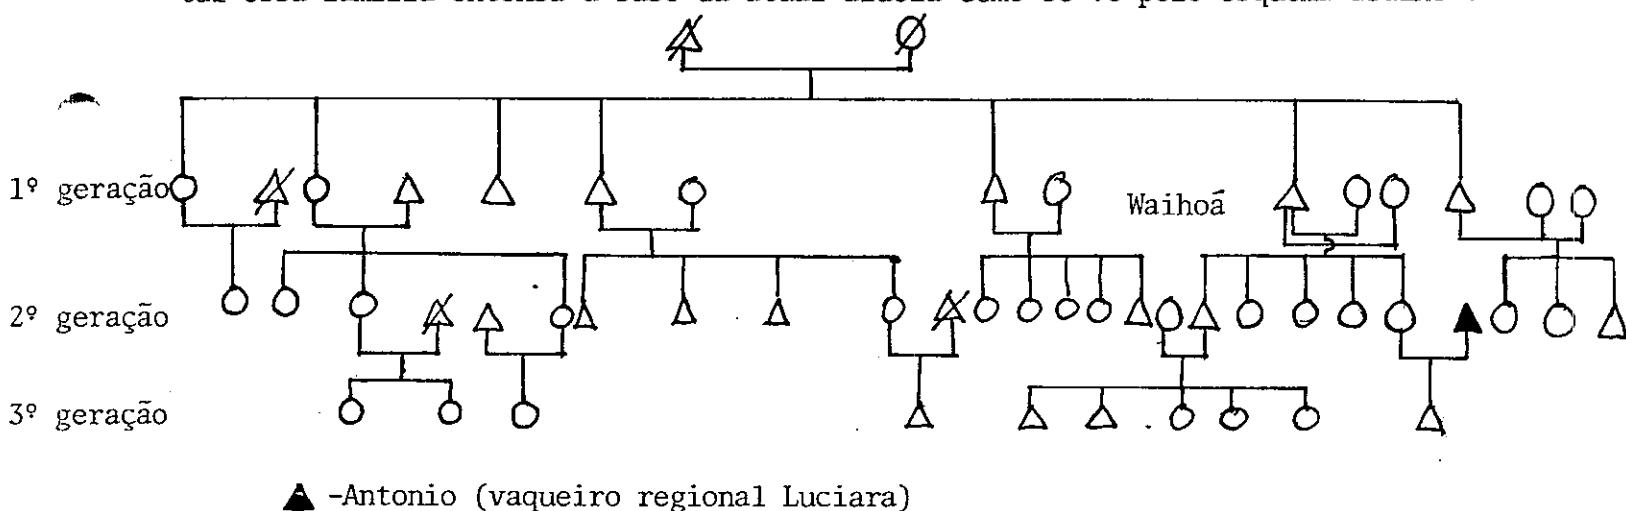 1º geração
Waihoã
2º geração
3º geração
-Antonio (vaqueiro regional Luciara)